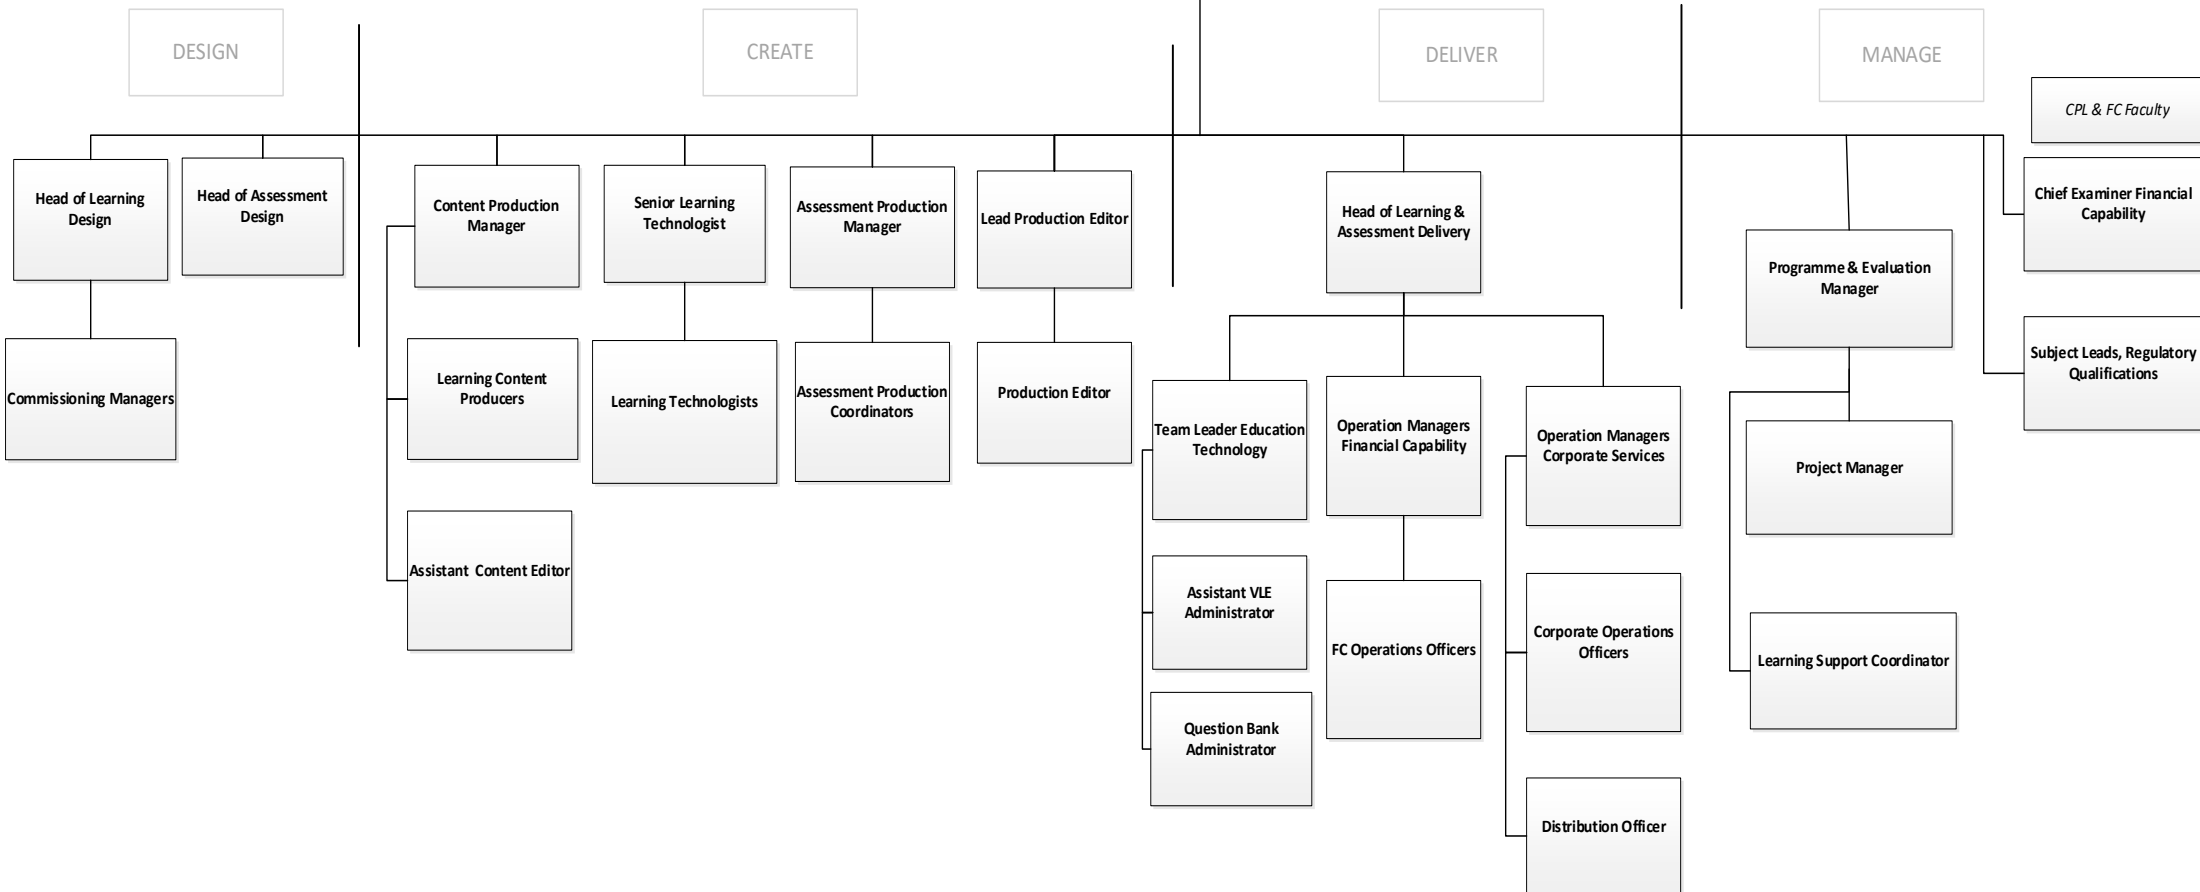 DESIGN
CREATE
DELIVER
MANAGE
CPL & FC Faculty
Head of Learning
Design
Head of Assessment
Design
Content Production
Manager
Senior Learning
Technologist
Assessment Production
Manager
Lead Production Editor
Head of Learning &
Assessment Delivery
Programme & Evaluation
Manager
Chief Examiner Financial
Capability
Subject Leads, Regulatory
Qualifications
Commissioning Managers
Learning Content
Producers
Learning Technologists
Assessment Production
Coordinators
Production Editor
Team Leader Education
Technology
Operation Managers
Financial Capability
Operation Managers
Corporate Services
Project Manager
Assistant  Content Editor
Assistant VLE
Administrator
FC Operations Officers
Corporate Operations
Officers
Learning Support Coordinator
Question Bank
Administrator
Distribution Officer